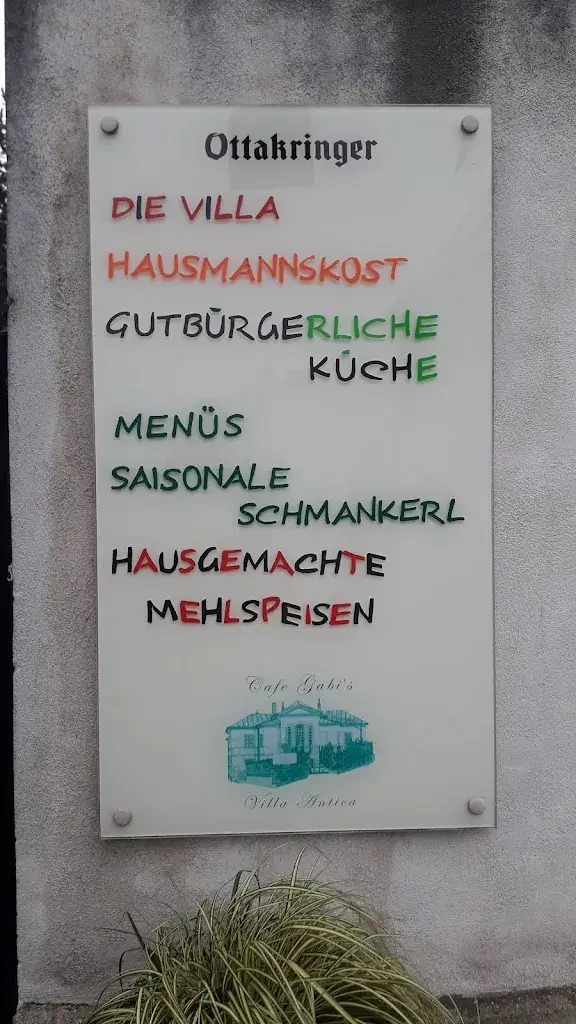 Ottakringer
DIE VILLA
HAUSMANNSKOST
GUTBÜRGERLICHE
KÜCHE
MENÜS
SAISONALE
SCHMANKERL
HAUSGEMACHTE
MEHLSPEISEN
Cafe Gabi's
Villa Antica